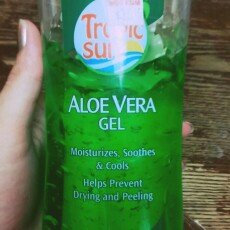 Tropic
sun
ALOE VERA
GEL
Moisturizes, Soothes
& Cools
Helps Prevent
Drying and Peeling